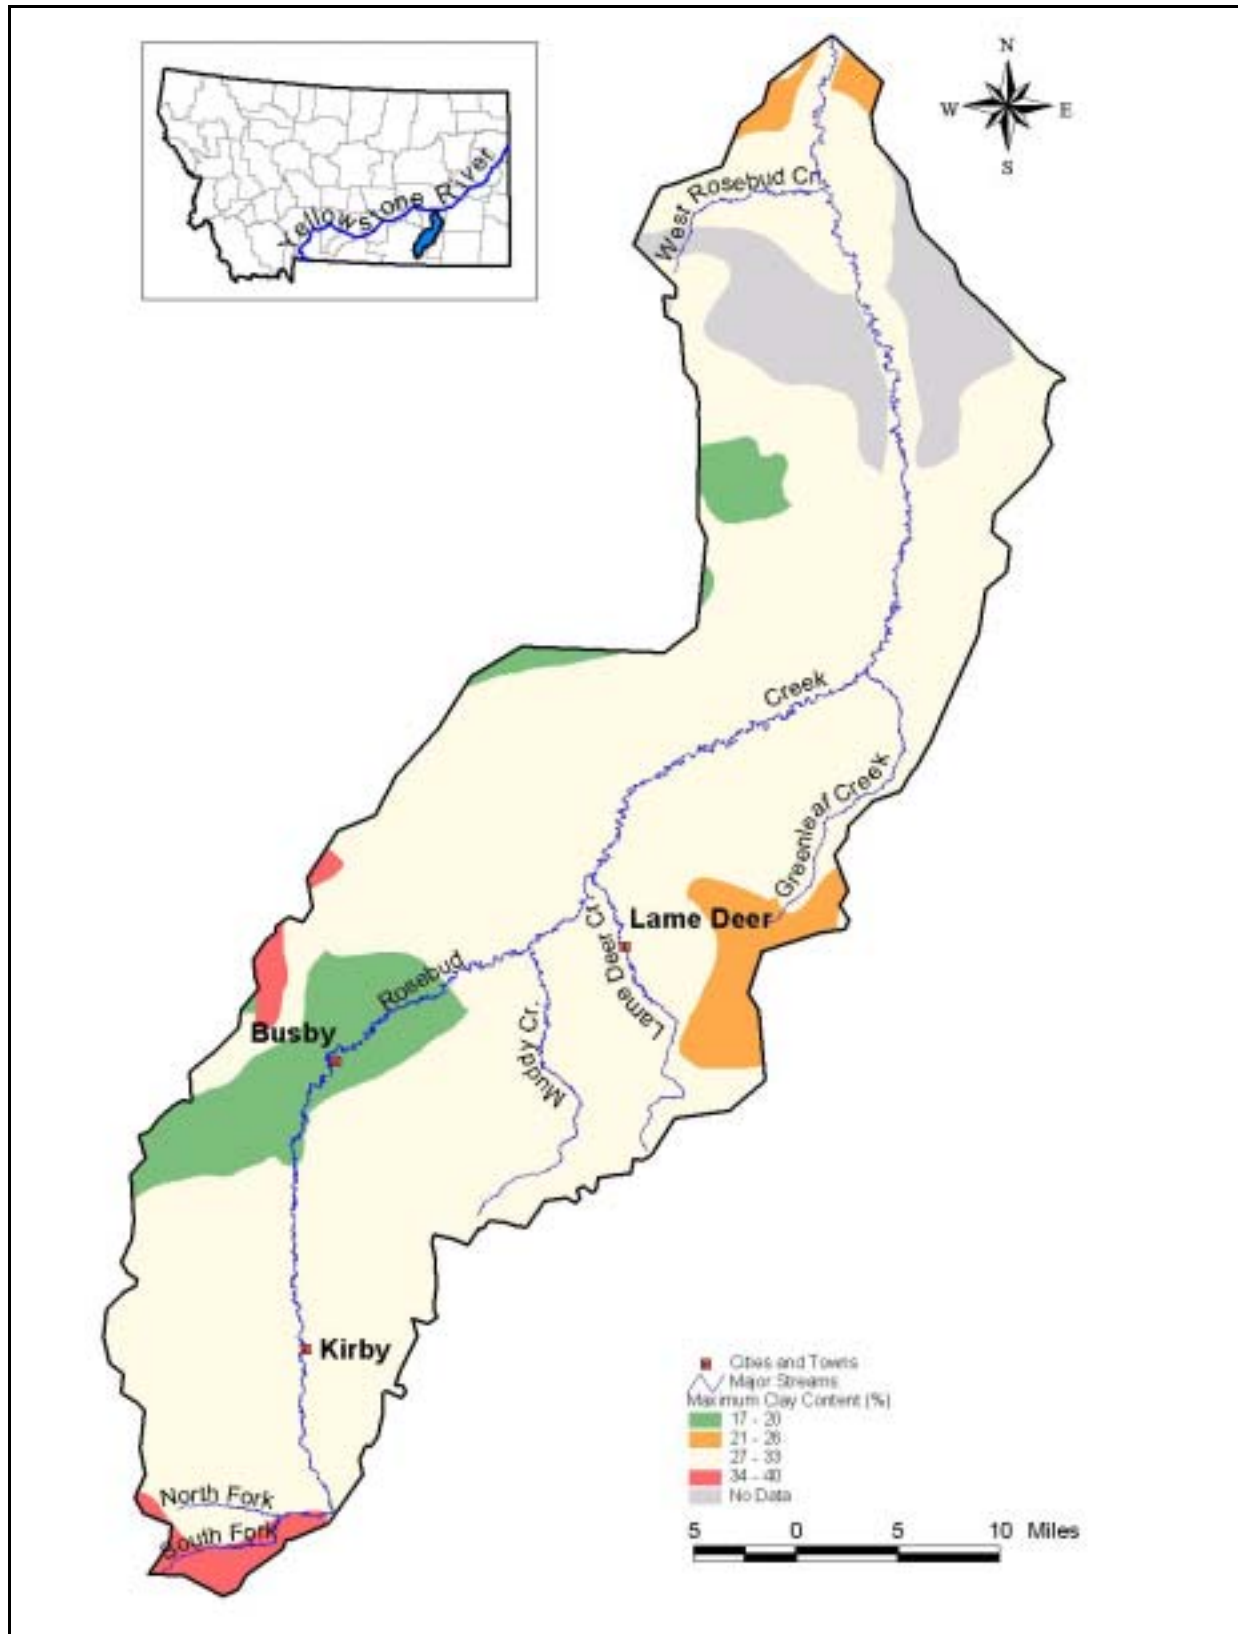 N
W E
S
Yellowstone River
West Rosebud Cr.
Creek
Greenleaf Creek
Lame Deer
Lame Deer Cr.
Rosebud
Busby
Muddy Cr.
Kirby
North Fork
South Fork
Cities and Towns
Major Streams
Maximum Clay Content (%)
17 - 20
21 - 26
27 - 33
34 - 40
No Data
5 0 5 10 Miles